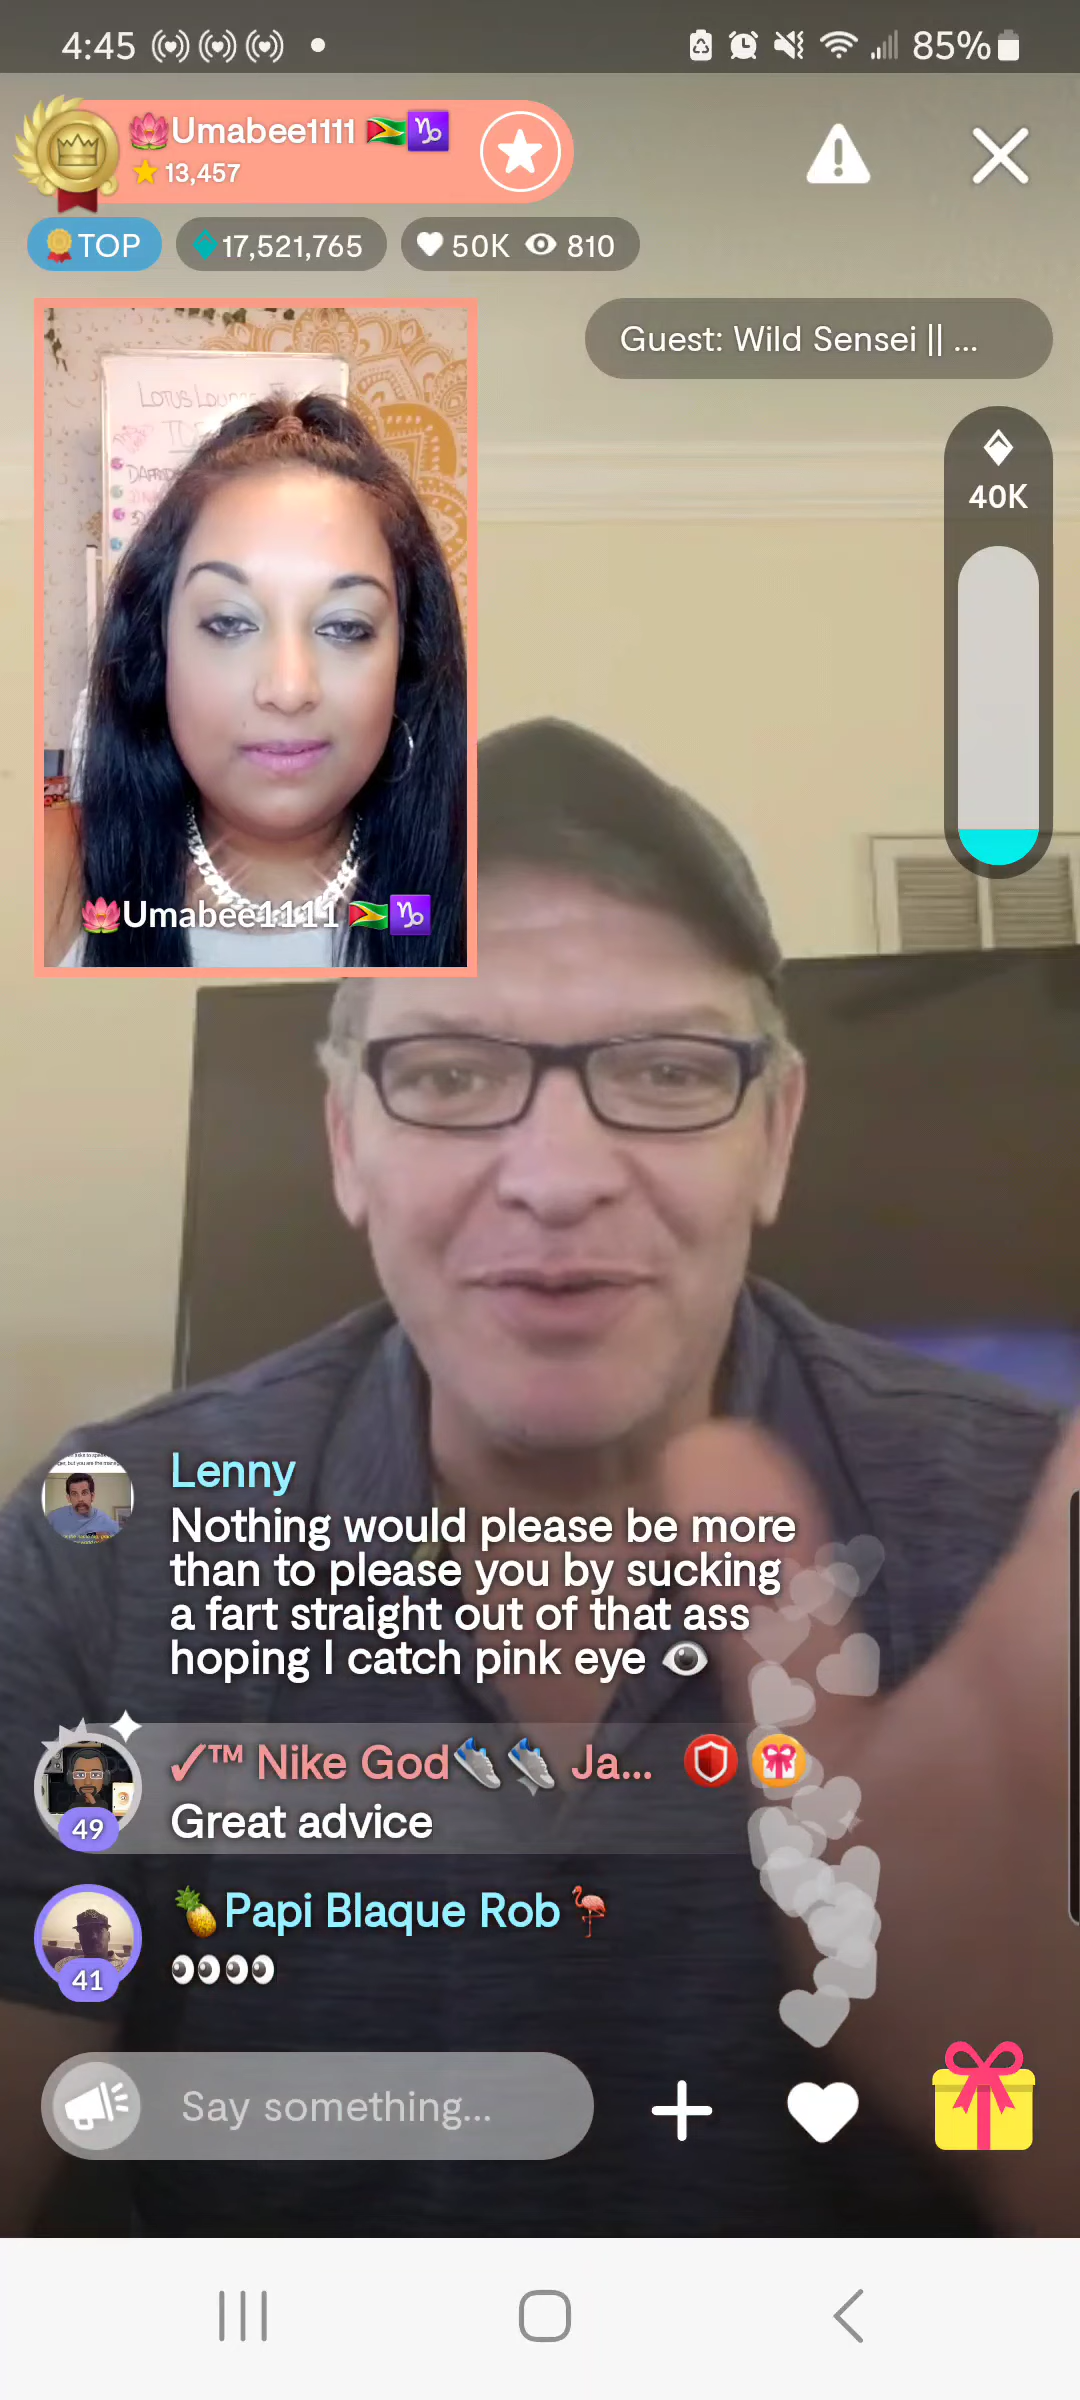 4:45
85%
🪷Umabee1111 🇬🇾♑
13,457
TOP
17,521,765
50K 810
Guest: Wild Sensei || ...
40K
🪷Umabee1111 🇬🇾♑
Lenny
Nothing would please be more
than to please you by sucking
a fart straight out of that ass
hoping I catch pink eye 👁️
✓™ Nike God👟👟 Ja...
Great advice
49
🍍Papi Blaque Rob🦩
👀👀
41
Say something...